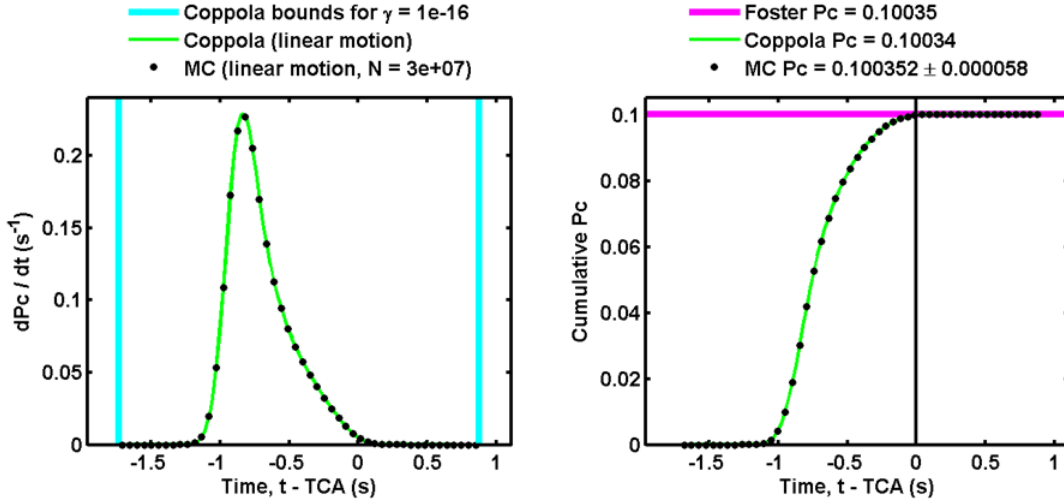 Coppola bounds for γ = 1e-16
Coppola (linear motion)
MC (linear motion, N = 3e+07)
dPc / dt (s⁻¹)
0.2
0.15
0.1
0.05
0
-1.5
-1
-0.5
0
0.5
1
Time, t - TCA (s)
Foster Pc = 0.10035
Coppola Pc = 0.10034
MC Pc = 0.100352 ± 0.000058
Cumulative Pc
0.1
0.08
0.06
0.04
0.02
0
-1.5
-1
-0.5
0
0.5
1
Time, t - TCA (s)